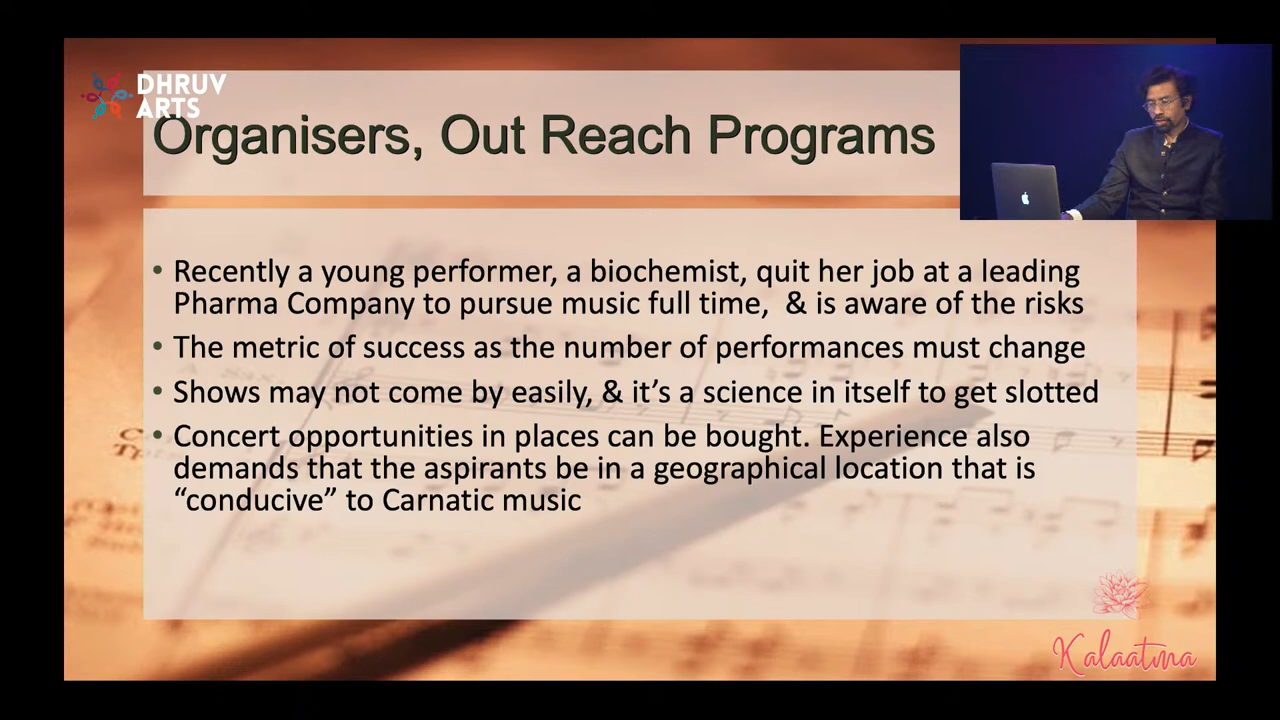 DHRUV
ARTS
Organisers, Out Reach Programs
• Recently a young performer, a biochemist, quit her job at a leading
Pharma Company to pursue music full time,  & is aware of the risks
• The metric of success as the number of performances must change
• Shows may not come by easily, & it’s a science in itself to get slotted
• Concert opportunities in places can be bought. Experience also
demands that the aspirants be in a geographical location that is
“conducive” to Carnatic music
Kalaatma